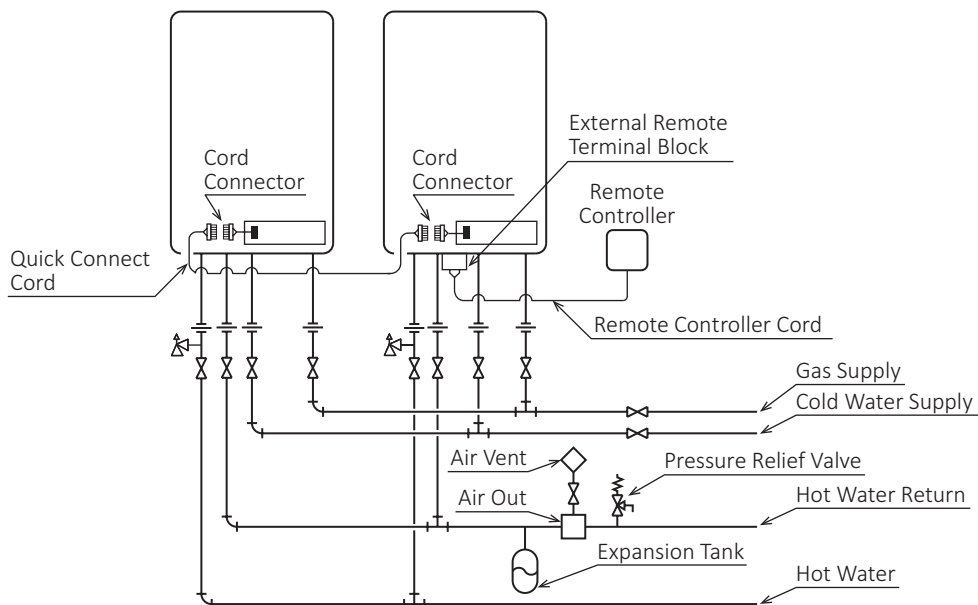 External Remote
Terminal Block
Cord
Connector
Cord
Connector
Remote
Controller
Quick Connect
Cord
Remote Controller Cord
Gas Supply
Cold Water Supply
Air Vent
Pressure Relief Valve
Air Out
Hot Water Return
Expansion Tank
Hot Water